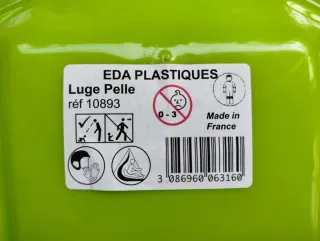 EDA PLASTIQUES
Luge Pelle
réf 10893
0 - 3
Made in
France
3 086960 063160